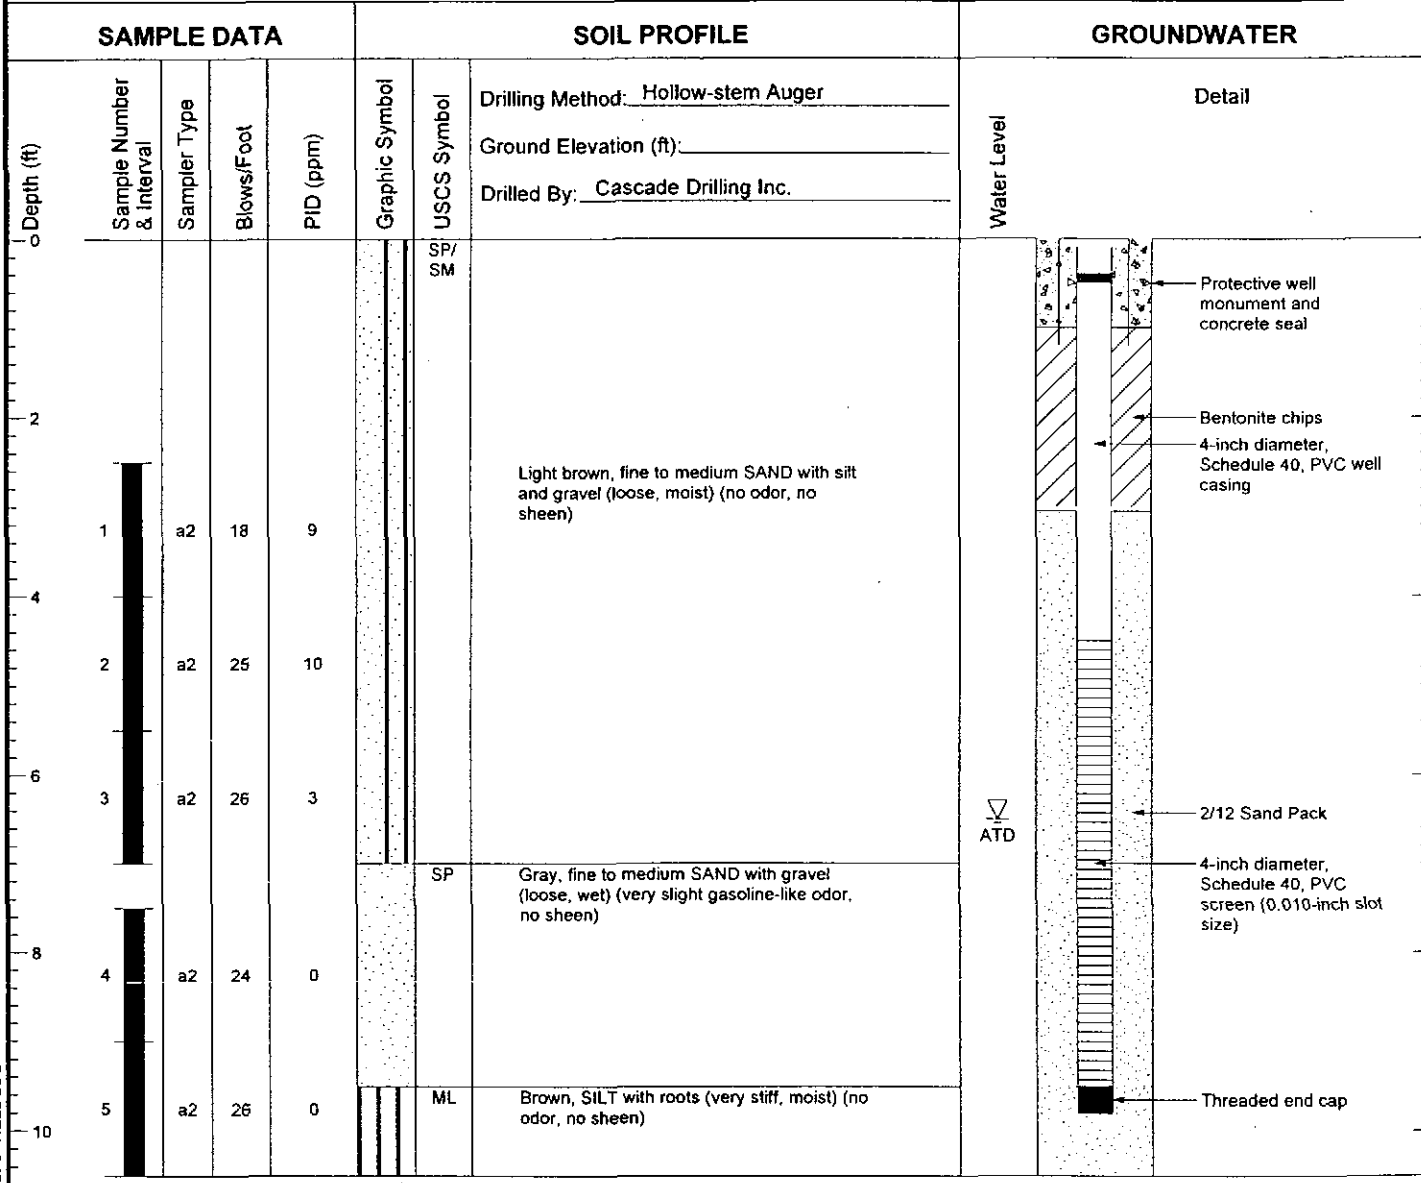 SAMPLE DATA
SOIL PROFILE
GROUNDWATER
Depth (ft)
Sample Number
& Interval
Sampler Type
Blows/Foot
PID (ppm)
Graphic Symbol
USCS Symbol
Drilling Method: Hollow-stem Auger
Ground Elevation (ft):
Drilled By: Cascade Drilling Inc.
Water Level
Detail
0
SP/
SM
Protective well
monument and
concrete seal
2
Bentonite chips
4-inch diameter,
Schedule 40, PVC well
casing
Light brown, fine to medium SAND with silt
and gravel (loose, moist) (no odor, no
sheen)
1 a2 18 9
4
2 a2 25 10
6
3 a2 26 3
ATD
2/12 Sand Pack
SP
Gray, fine to medium SAND with gravel
(loose, wet) (very slight gasoline-like odor,
no sheen)
4-inch diameter,
Schedule 40, PVC
screen (0.010-inch slot
size)
8
4 a2 24 0
ML
Brown, SILT with roots (very stiff, moist) (no
odor, no sheen)
5 a2 26 0
Threaded end cap
10